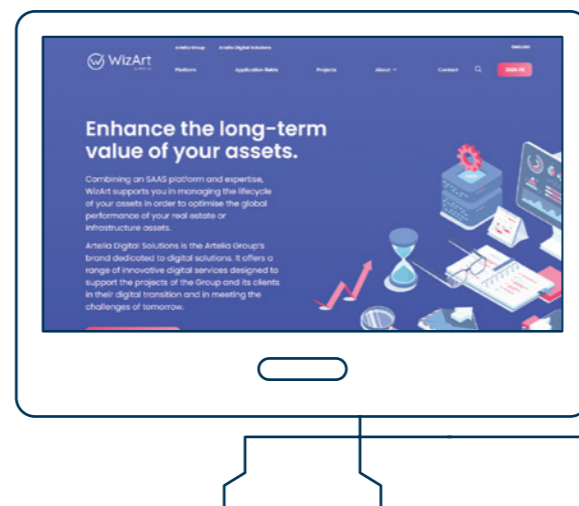 Artelia Group Artelia Digital Solutions
WizArt
Platform Application fields Projects About Contact SIGN IN
Enhance the long-term
value of your assets.
Combining an SAAS platform and expertise,
WizArt supports you in managing the lifecycle
of your assets in order to optimise the global
performance of your real estate or
infrastructure assets.
Artelia Digital Solutions is the Artelia Group's
brand dedicated to digital solutions. It offers a
range of innovative digital services designed to
support the projects of the Group and its clients
in their digital transition and in meeting the
challenges of tomorrow.